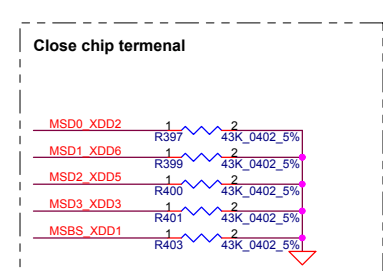 Close chip termenal
MSD0_XDD2 1 2
R397 43K_0402_5%
MSD1_XDD6 1 2
R399 43K_0402_5%
MSD2_XDD5 1 2
R400 43K_0402_5%
MSD3_XDD3 1 2
R401 43K_0402_5%
MSBS_XDD1 1 2
R403 43K_0402_5%